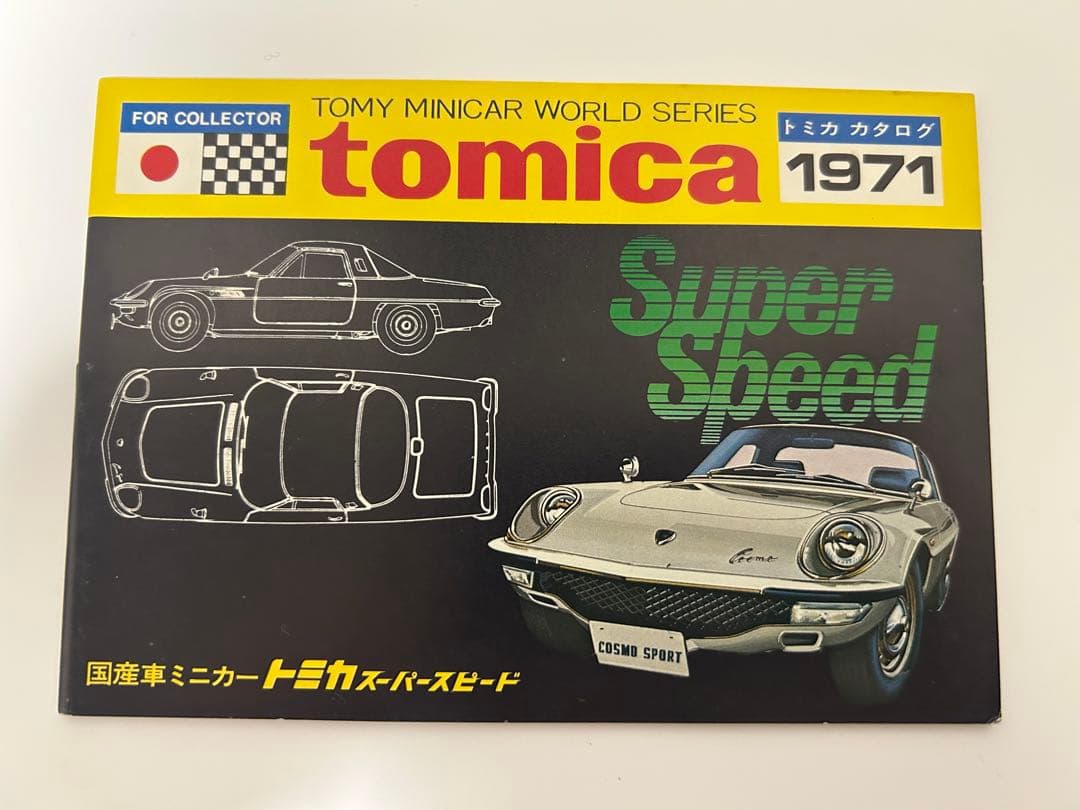 FOR COLLECTOR
TOMY MINICAR WORLD SERIES
tomica
トミカ カタログ
1971
Super
Speed
Cosmo
COSMO SPORT
国産車ミニカー トミカスーパースピード